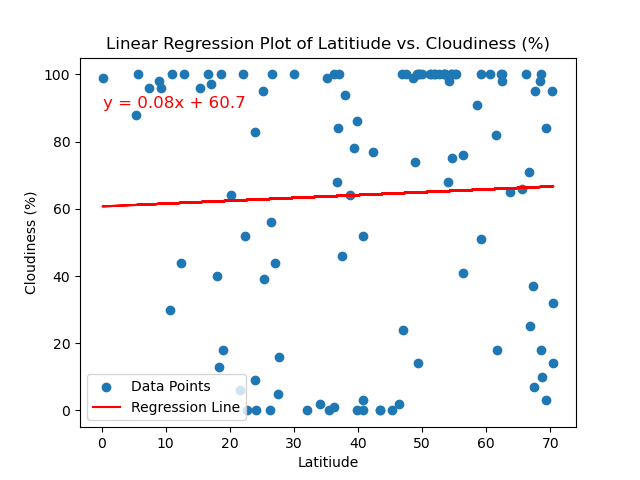 Linear Regression Plot of Latitiude vs. Cloudiness (%)
100
80
60
40
20
0
Cloudiness (%)
y = 0.08x + 60.7
Data Points
Regression Line
0 10 20 30 40 50 60 70
Latitiude